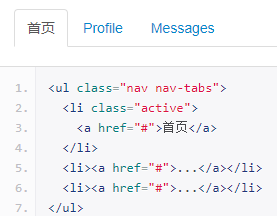 首页 Profile Messages
1. <ul class="nav nav-tabs">
2. <li class="active">
3. <a href="#">首页</a>
4. </li>
5. <li><a href="#">...</a></li>
6. <li><a href="#">...</a></li>
7. </ul>